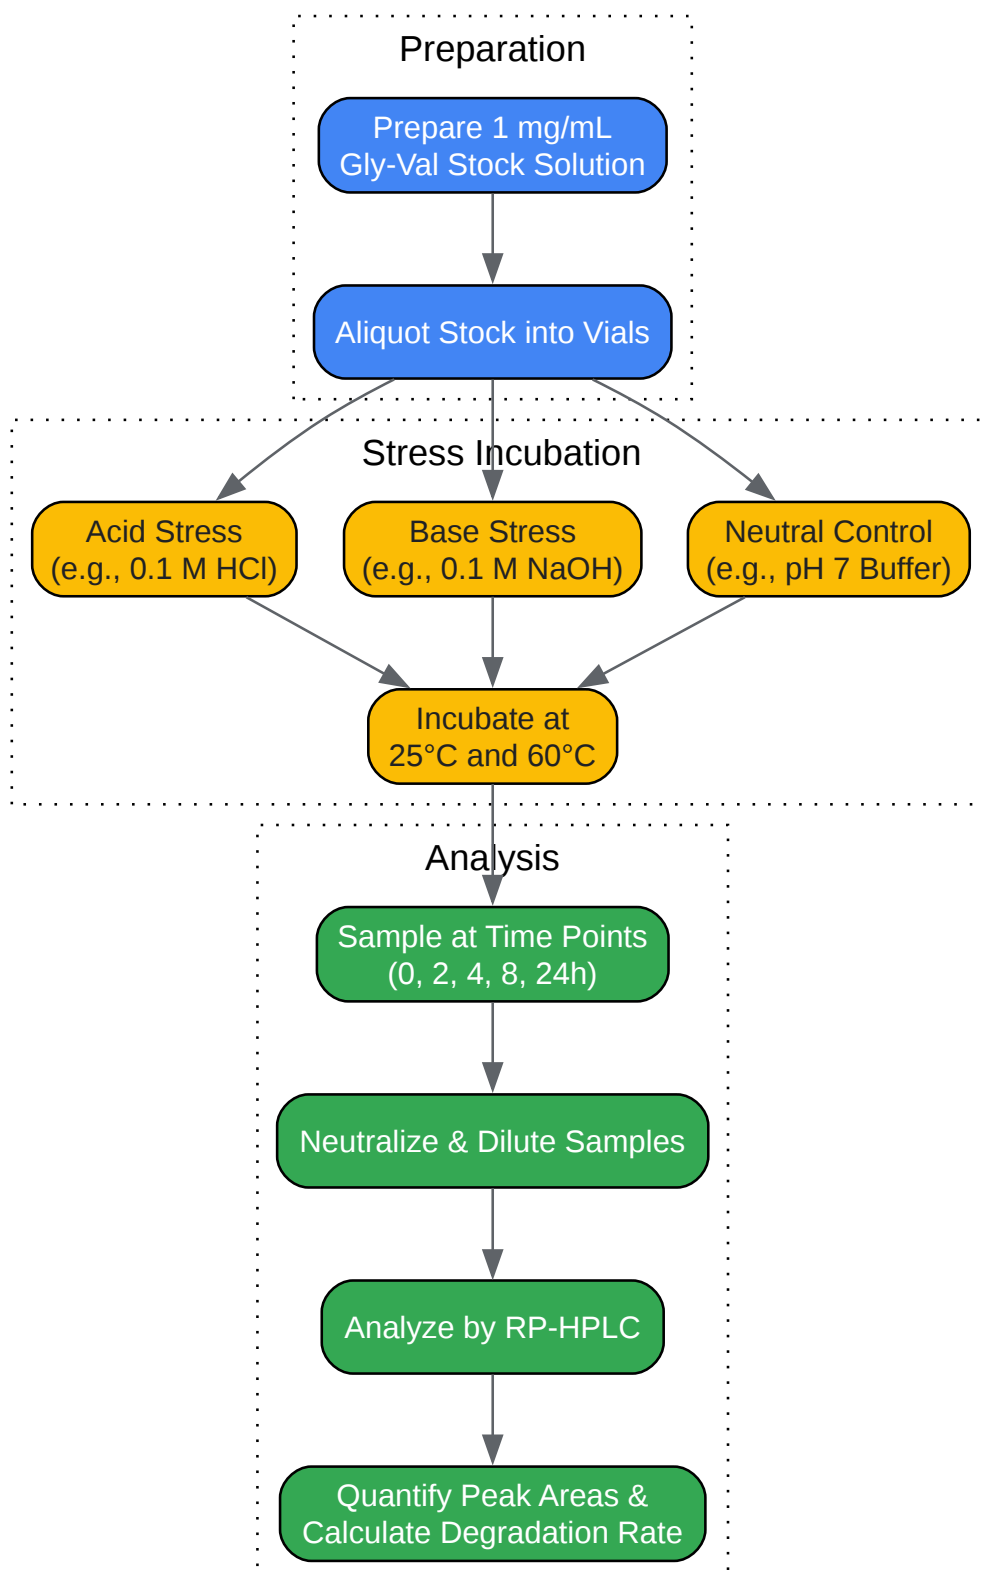 Preparation
Prepare 1 mg/mL
Gly-Val Stock Solution
Aliquot Stock into Vials
Stress Incubation
Acid Stress
(e.g., 0.1 M HCl)
Base Stress
(e.g., 0.1 M NaOH)
Neutral Control
(e.g., pH 7 Buffer)
Incubate at
25°C and 60°C
Analysis
Sample at Time Points
(0, 2, 4, 8, 24h)
Neutralize & Dilute Samples
Analyze by RP-HPLC
Quantify Peak Areas &
Calculate Degradation Rate